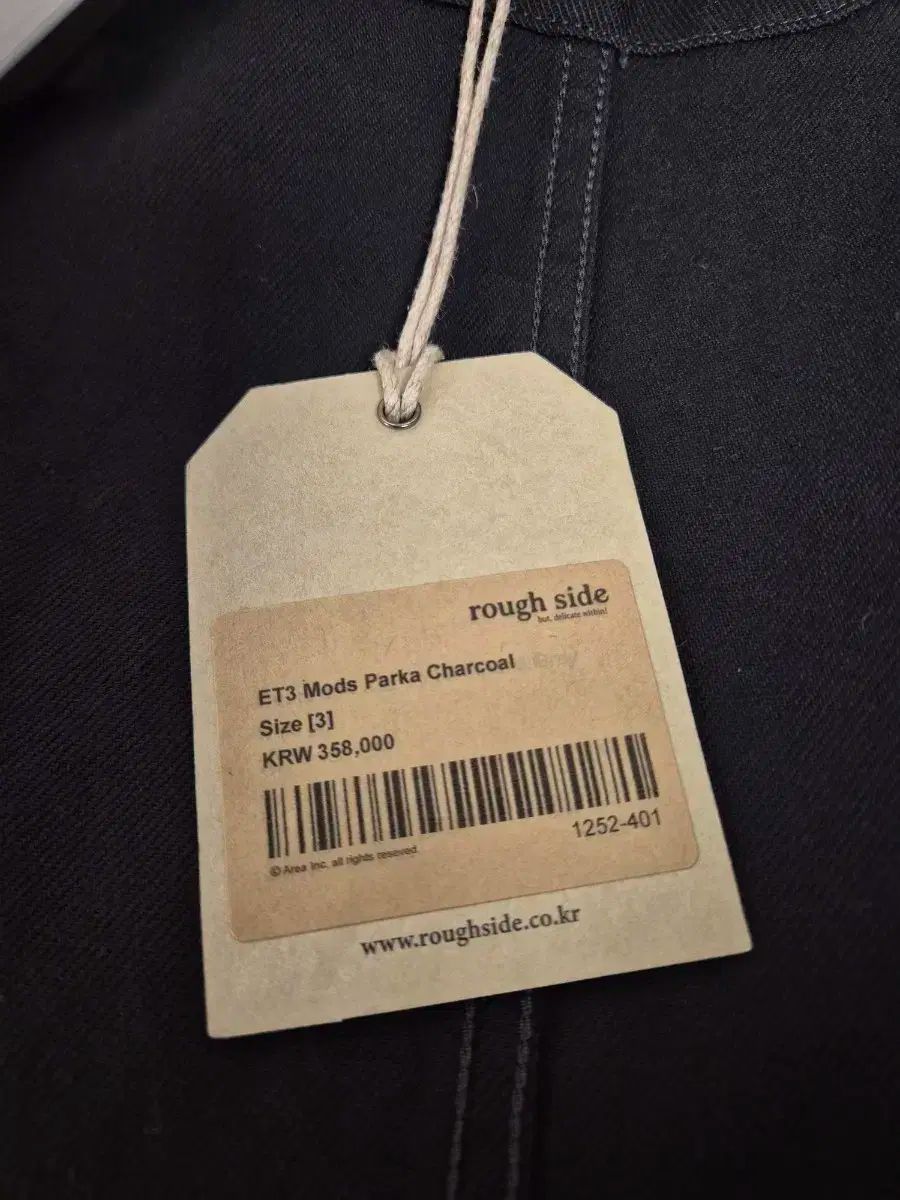 rough side
but, delicate within!
ET3 Mods Parka Charcoal
Size [3]
KRW 358,000
1252-401
© Area Inc. all rights reseved.
www.roughside.co.kr